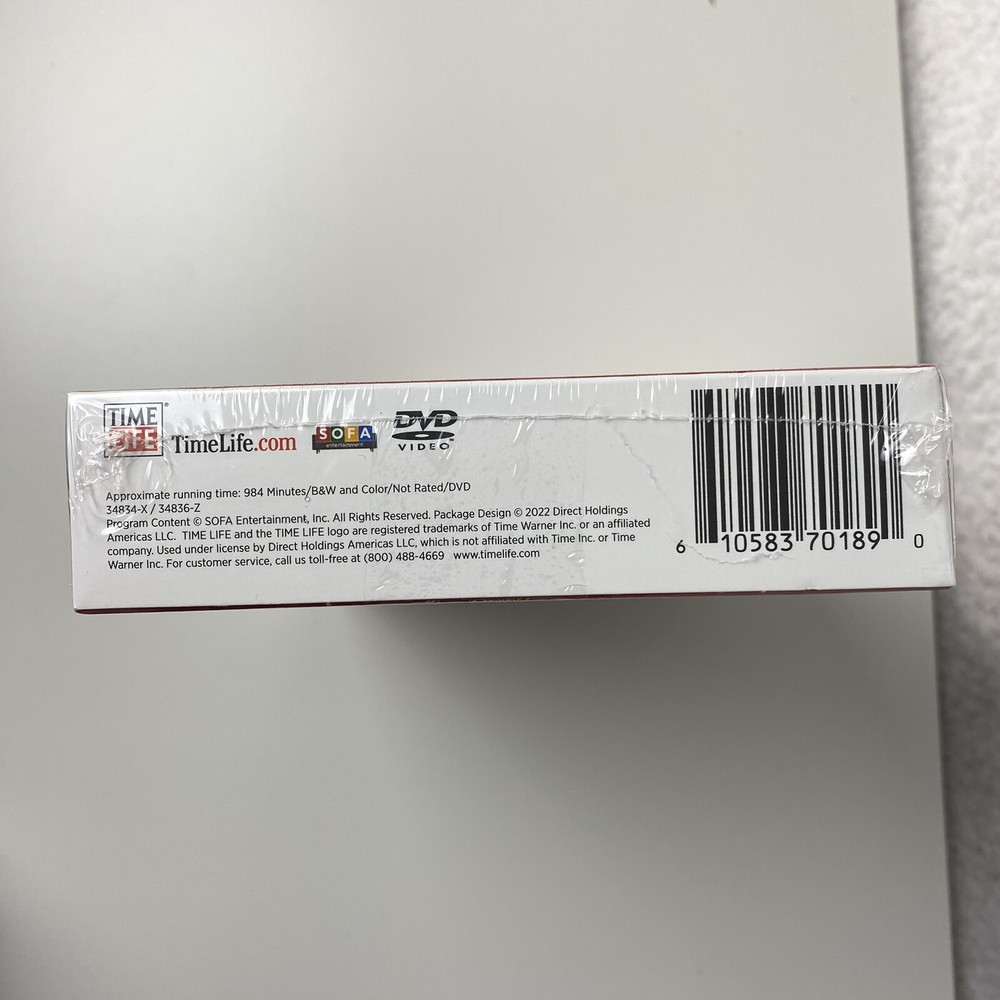 TIME LIFE®
TimeLife.com
SOFA
entertainment
DVD
VIDEO
Approximate running time: 984 Minutes/B&W and Color/Not Rated/DVD
34834-X / 34836-Z
Program Content © SOFA Entertainment, Inc. All Rights Reserved. Package Design © 2022 Direct Holdings
Americas LLC. TIME LIFE and the TIME LIFE logo are registered trademarks of Time Warner Inc. or an affiliated
company. Used under license by Direct Holdings Americas LLC, which is not affiliated with Time Inc. or Time
Warner Inc. For customer service, call us toll-free at (800) 488-4669 www.timelife.com
6 10583 70189 0